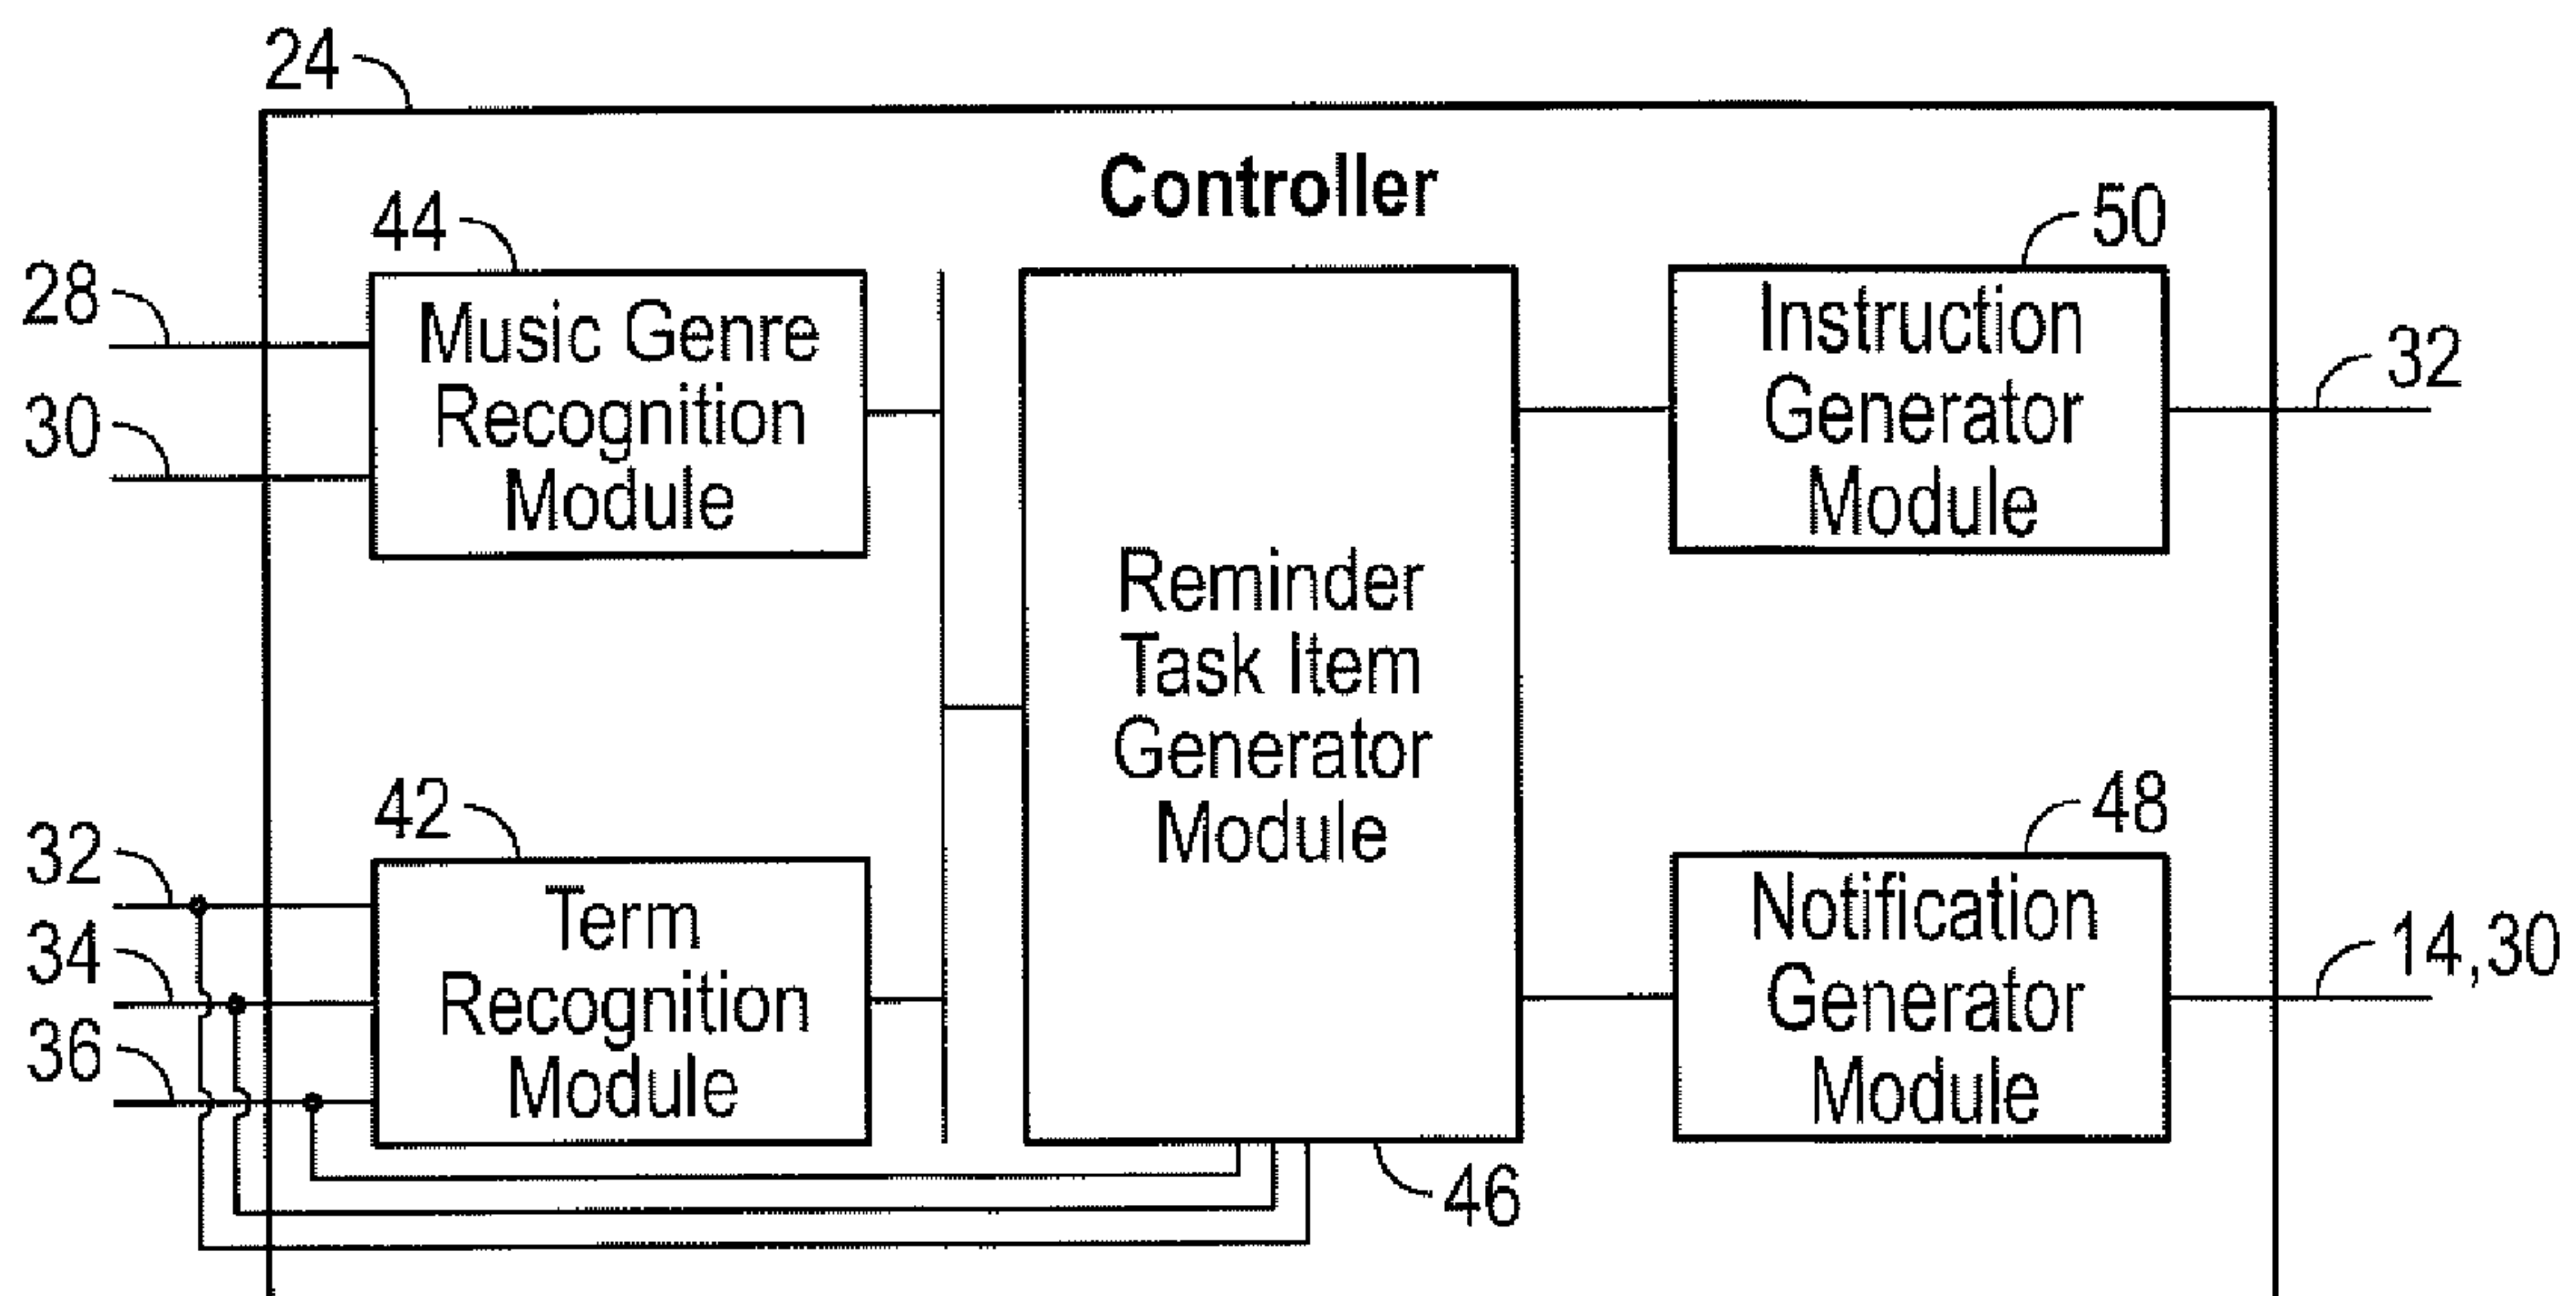 24
Controller
44
50
28
30
Music Genre
Recognition
Module
Instruction
Generator
Module
32
Reminder
Task Item
Generator
Module
42
48
32
34
36
Term
Recognition
Module
Notification
Generator
Module
14,30
46